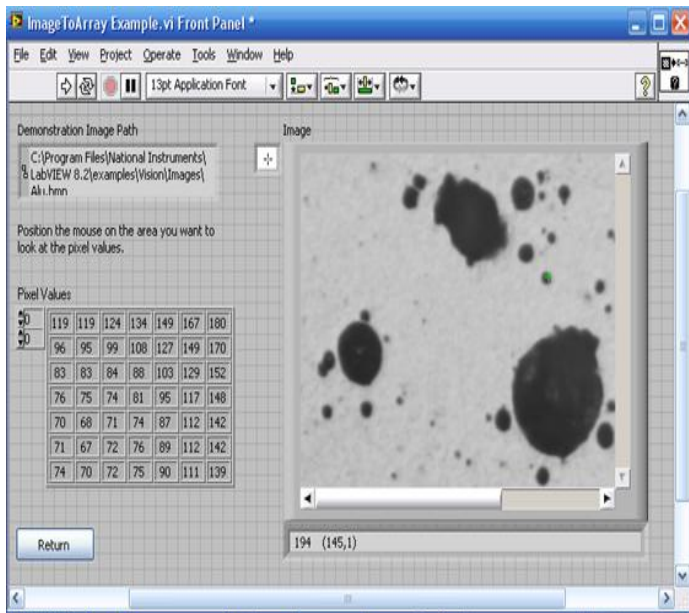 ImageToArray Example.vi Front Panel *
File Edit View Project Operate Tools Window Help
13pt Application Font
Demonstration Image Path
C:\Program Files\National Instruments\
LabVIEW 8.2\examples\Vision\Images\
Alu.bmp
Image
Position the mouse on the area you want to
look at the pixel values.
Pixel Values
0
0
119 119 124 134 149 167 180
96 95 99 108 127 149 170
83 83 84 88 103 129 152
76 75 74 81 95 117 148
70 68 71 74 87 112 142
71 67 72 76 89 112 142
74 70 72 75 90 111 139
Return
194 (145,1)